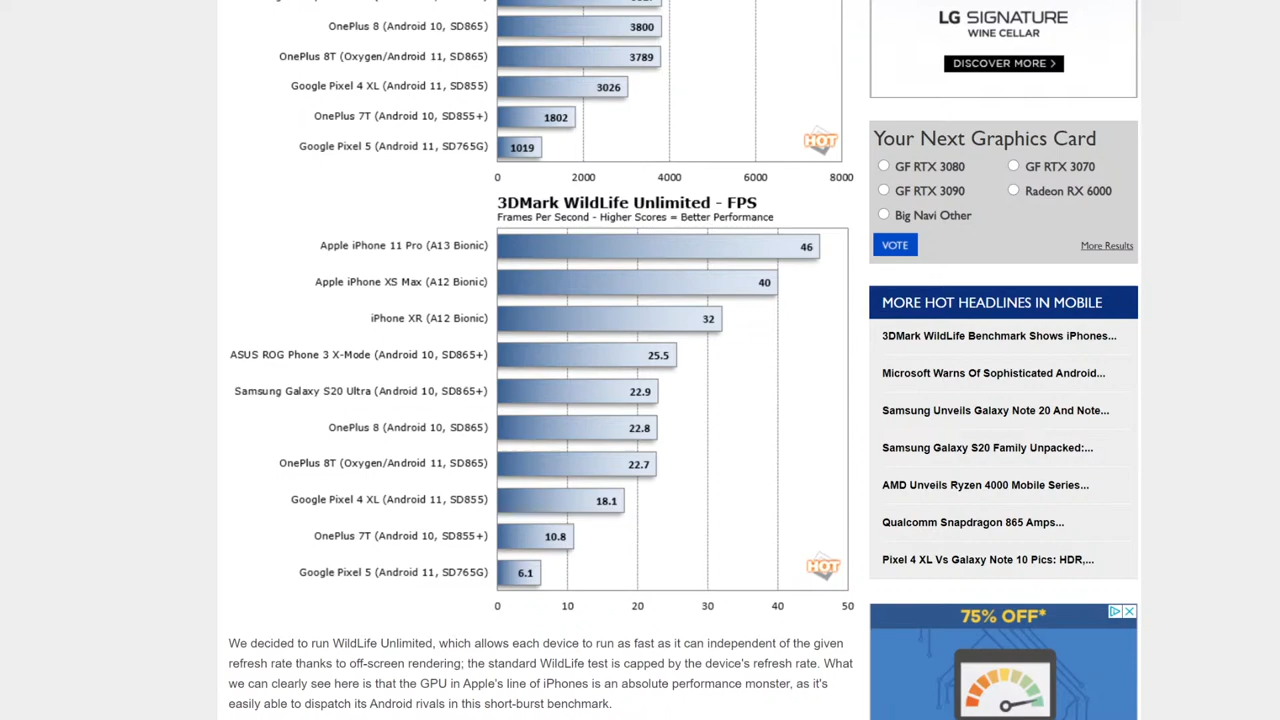 OnePlus 8 (Android 10, SD865) 3800
OnePlus 8T (Oxygen/Android 11, SD865) 3789
Google Pixel 4 XL (Android 11, SD855) 3026
OnePlus 7T (Android 10, SD855+) 1802
Google Pixel 5 (Android 11, SD765G) 1019
HOT
0 2000 4000 6000 8000
3DMark WildLife Unlimited - FPS
Frames Per Second - Higher Scores = Better Performance
Apple iPhone 11 Pro (A13 Bionic) 46
Apple iPhone XS Max (A12 Bionic) 40
iPhone XR (A12 Bionic) 32
ASUS ROG Phone 3 X-Mode (Android 10, SD865+) 25.5
Samsung Galaxy S20 Ultra (Android 10, SD865+) 22.9
OnePlus 8 (Android 10, SD865) 22.8
OnePlus 8T (Oxygen/Android 11, SD865) 22.7
Google Pixel 4 XL (Android 11, SD855) 18.1
OnePlus 7T (Android 10, SD855+) 10.8
Google Pixel 5 (Android 11, SD765G) 6.1
HOT
0 10 20 30 40 50
We decided to run WildLife Unlimited, which allows each device to run as fast as it can independent of the given
refresh rate thanks to off-screen rendering; the standard WildLife test is capped by the device's refresh rate. What
we can clearly see here is that the GPU in Apple's line of iPhones is an absolute performance monster, as it's
easily able to dispatch its Android rivals in this short-burst benchmark.
LG SIGNATURE
WINE CELLAR
DISCOVER MORE >
Your Next Graphics Card
GF RTX 3080 GF RTX 3070
GF RTX 3090 Radeon RX 6000
Big Navi Other
VOTE More Results
MORE HOT HEADLINES IN MOBILE
3DMark WildLife Benchmark Shows iPhones...
Microsoft Warns Of Sophisticated Android...
Samsung Unveils Galaxy Note 20 And Note...
Samsung Galaxy S20 Family Unpacked:...
AMD Unveils Ryzen 4000 Mobile Series...
Qualcomm Snapdragon 865 Amps...
Pixel 4 XL Vs Galaxy Note 10 Pics: HDR,...
75% OFF*